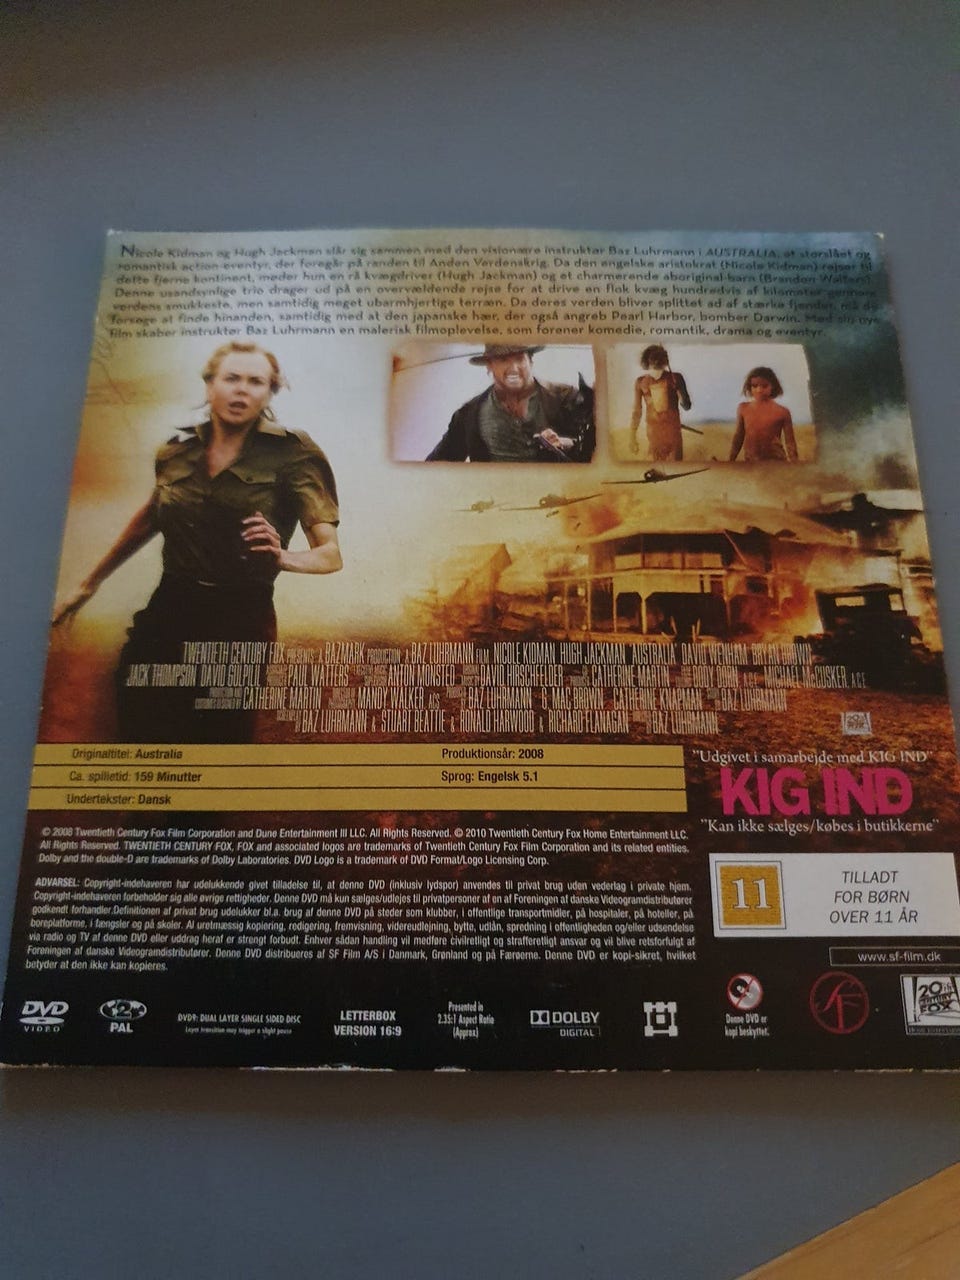 Nicole Kidman og Hugh Jackman slår sig sammen med den visionære instruktør Baz Luhrmann i AUSTRALIA, et storslået og
romantisk action-eventyr, der foregår på randen til Anden Verdenskrig. Da den engelske aristokrat (Nicole Kidman) rejser til
dette fjerne kontinent, møder hun en rå kvægdriver (Hugh Jackman) og et charmerende aboriginal-barn (Brandon Walters).
Denne usandsynlige trio drager ud på en overvældende rejse for at drive en flok kvæg hundredvis af kilometer gennem
verdens smukkeste, men samtidig meget ubarmhjertige terræn. Da deres verden bliver splittet ad af stærke fjender, må de
forsøge at finde hinanden, samtidig med at den japanske hær, der også angreb Pearl Harbor, bomber Darwin. Med sin nye
film skaber instruktør Baz Luhrmann en malerisk filmoplevelse, som forener komedie, romantik, drama og eventyr.
TWENTIETH CENTURY FOX PRESENTS A BAZMARK PRODUCTION A BAZ LUHRMANN FILM NICOLE KIDMAN HUGH JACKMAN "AUSTRALIA" DAVID WENHAM BRYAN BROWN
JACK THOMPSON DAVID GULPILIL PAUL WATTERS ANTON MONSTED DAVID HIRSCHFELDER CATHERINE MARTIN DODY DORN A.C.E. MICHAEL McCUSKER, A.C.E.
COSTUMES DESIGNED BY CATHERINE MARTIN MANDY WALKER ACS BAZ LUHRMANN G. MAC BROWN CATHERINE KNAPMAN BAZ LUHRMANN
BAZ LUHRMANN & STUART BEATTIE & RONALD HARWOOD & RICHARD FLANAGAN BAZ LUHRMANN
Originaltitel: Australia Produktionsår: 2008
Ca. spilletid: 159 Minutter Sprog: Engelsk 5.1
Undertekster: Dansk
"Udgivet i samarbejde med KIG IND"
KIG IND
"Kan ikke sælges/købes i butikkerne"
© 2008 Twentieth Century Fox Film Corporation and Dune Entertainment III LLC. All Rights Reserved. © 2010 Twentieth Century Fox Home Entertainment LLC.
All Rights Reserved. TWENTIETH CENTURY FOX, FOX and associated logos are trademarks of Twentieth Century Fox Film Corporation and its related entities.
Dolby and the double-D are trademarks of Dolby Laboratories. DVD Logo is a trademark of DVD Format/Logo Licensing Corp.
ADVARSEL: Copyright-indehaveren har udelukkende givet tilladelse til, at denne DVD (inklusiv lydspor) anvendes til privat brug uden vederlag i private hjem.
Copyright-indehaveren forbeholder sig alle øvrige rettigheder. Denne DVD må kun sælges/udlejes til privatpersoner af en af Foreningen af danske Videogramdistributører
godkendt forhandler. Definitionen af privat brug udelukker bl.a. brug af denne DVD på steder som klubber, i offentlige transportmidler, på hospitaler, på hoteller, på
boreplatforme, i fængsler og på skoler. Al uretmæssig kopiering, redigering, fremvisning, videreudlejning, bytte, udlån, spredning i offentligheden og/eller udsendelse
via radio og TV af denne DVD eller uddrag heraf er strengt forbudt. Enhver sådan handling vil medføre civilretligt og strafferetligt ansvar og vil blive retsforfulgt af
Foreningen af danske Videogramdistributører. Denne DVD distribueres af SF Film A/S i Danmark, Grønland og på Færøerne. Denne DVD er kopi-sikret, hvilket
betyder at den ikke kan kopieres.
11
TILLADT
FOR BØRN
OVER 11 ÅR
www.sf-film.dk
DVD
VIDEO
2
PAL
DVD9: DUAL LAYER SINGLE SIDED DISC
Layer transition may trigger a slight pause
LETTERBOX
VERSION 16:9
Presented in
2.35:1 Aspect Ratio
(Approx)
DOLBY
DIGITAL
Denne DVD er
kopi beskyttet.
SF
20th
CENTURY
FOX